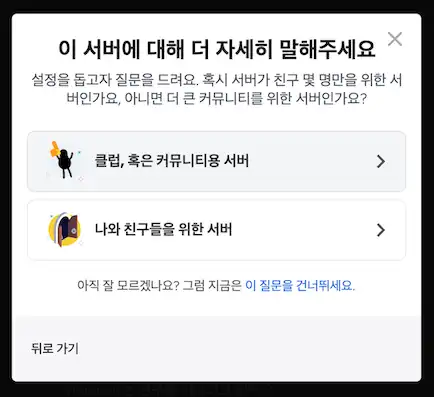 이 서버에 대해 더 자세히 말해주세요
설정을 돕고자 질문을 드려요. 혹시 서버가 친구 몇 명만을 위한 서
버인가요, 아니면 더 큰 커뮤니티를 위한 서버인가요?
클럽, 혹은 커뮤니티용 서버
나와 친구들을 위한 서버
아직 잘 모르겠나요? 그럼 지금은 이 질문을 건너뛰세요.
뒤로 가기